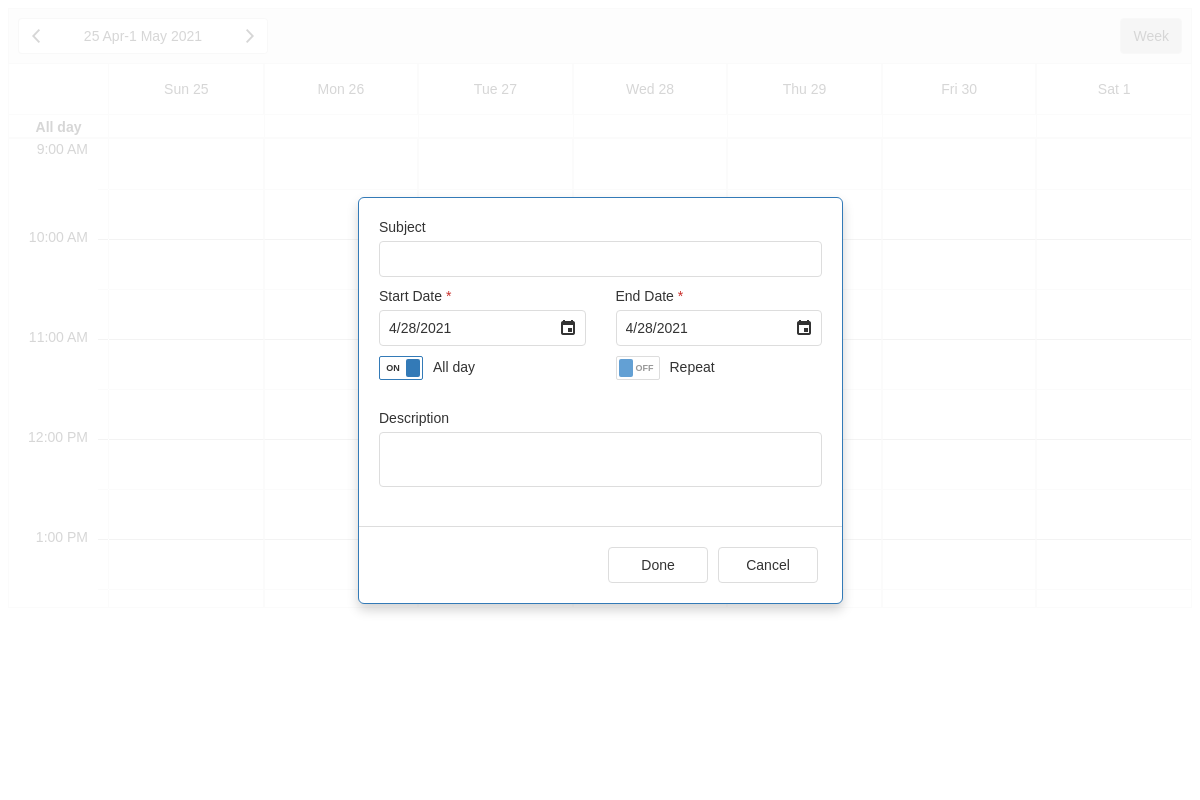 25 Apr-1 May 2021
Week
Sun 25
Mon 26
Tue 27
Wed 28
Thu 29
Fri 30
Sat 1
All day
9:00 AM
10:00 AM
11:00 AM
12:00 PM
1:00 PM
Subject
Start Date *
End Date *
4/28/2021
4/28/2021
ON
All day
OFF
Repeat
Description
Done
Cancel